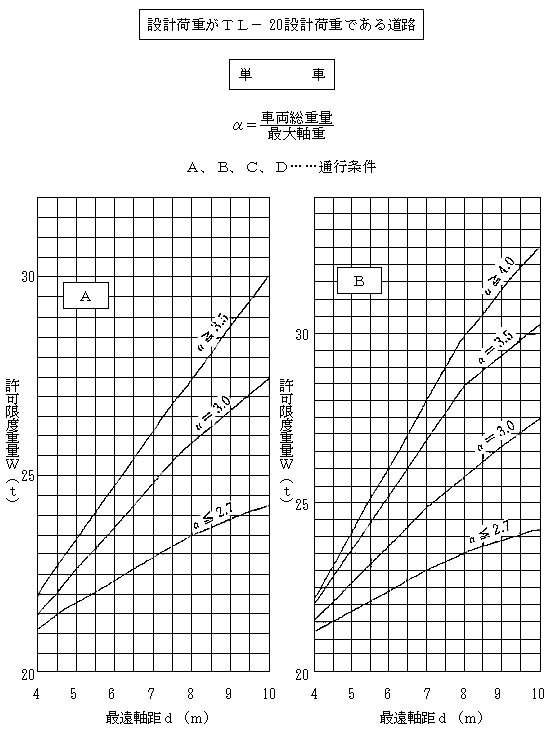 設計荷重がＴＬ－20設計荷重である道路
単　　　車
α＝車両総重量
最大軸重
Ａ、Ｂ、Ｃ、Ｄ……通行条件
許可限度重量Ｗ（ｔ）
30
25
20
Ａ
α≧3.5
α＝3.0
α≦2.7
4 5 6 7 8 9 10
最遠軸距ｄ（ｍ）
許可限度重量Ｗ（ｔ）
30
25
20
Ｂ
α≧4.0
α＝3.5
α＝3.0
α≦2.7
4 5 6 7 8 9 10
最遠軸距ｄ（ｍ）